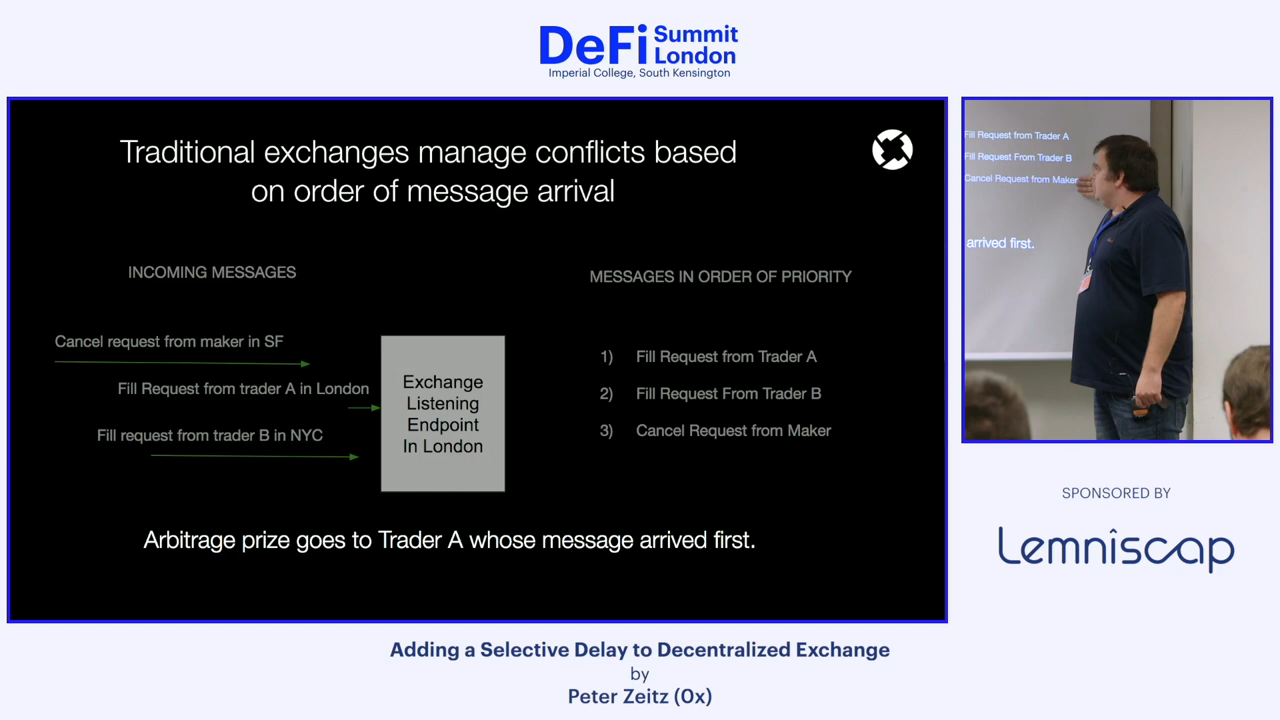 DeFi Summit
London
Imperial College, South Kensington
Traditional exchanges manage conflicts based
on order of message arrival
INCOMING MESSAGES
MESSAGES IN ORDER OF PRIORITY
Cancel request from maker in SF
Fill Request from trader A in London
Fill request from trader B in NYC
Exchange
Listening
Endpoint
In London
1) Fill Request from Trader A
2) Fill Request From Trader B
3) Cancel Request from Maker
Arbitrage prize goes to Trader A whose message arrived first.
Fill Request from Trader A
Fill Request From Trader B
Cancel Request from Maker
arrived first.
SPONSORED BY
Lemniscap
Adding a Selective Delay to Decentralized Exchange
by
Peter Zeitz (0x)